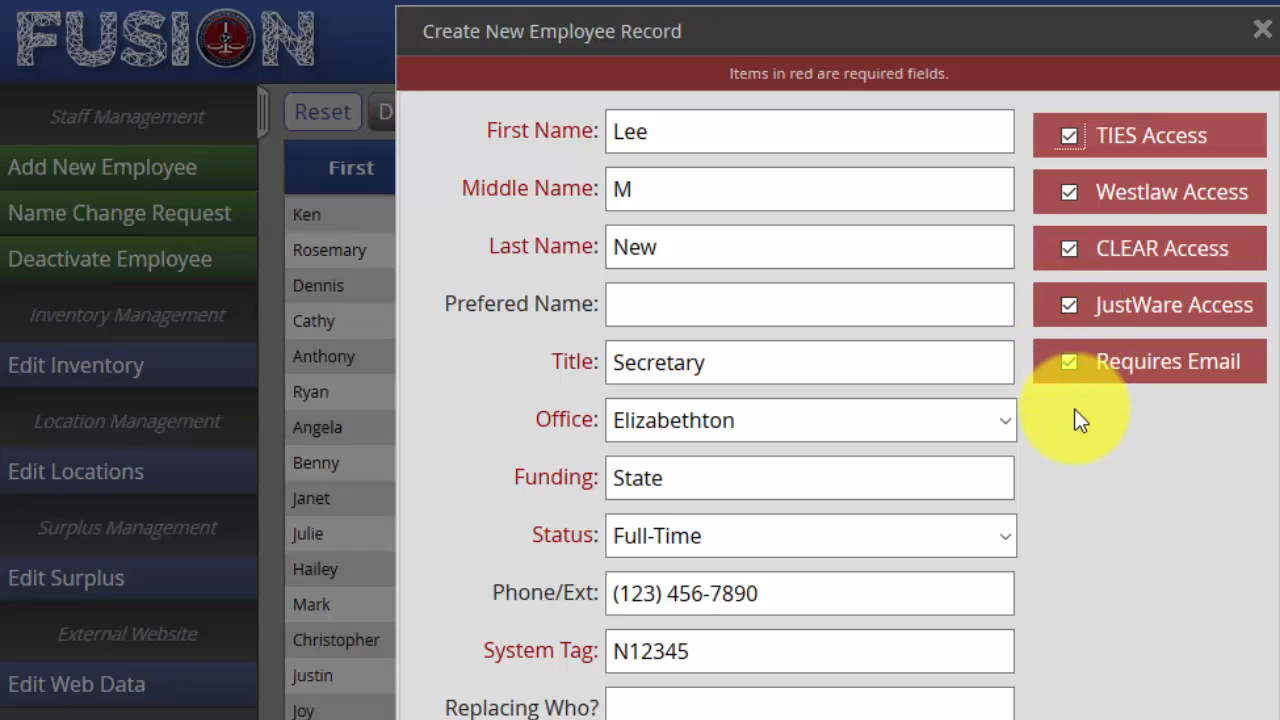 FUSION
Create New Employee Record
Items in red are required fields.
Staff Management
Add New Employee
Name Change Request
Deactivate Employee
Inventory Management
Edit Inventory
Location Management
Edit Locations
Surplus Management
Edit Surplus
External Website
Edit Web Data
Reset D
First
Ken
Rosemary
Dennis
Cathy
Anthony
Ryan
Angela
Benny
Janet
Julie
Hailey
Mark
Christopher
Justin
Joy
First Name: Lee
Middle Name: M
Last Name: New
Prefered Name:
Title: Secretary
Office: Elizabethton
Funding: State
Status: Full-Time
Phone/Ext: (123) 456-7890
System Tag: N12345
Replacing Who?
TIES Access
Westlaw Access
CLEAR Access
JustWare Access
Requires Email